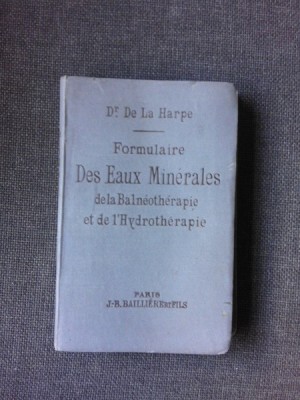 Dr De La Harpe
Formulaire
Des Eaux Minérales
de la Balnéothérapie
et de l'Hydrothérapie
PARIS
J.-B. BAILLIÈRE ET FILS